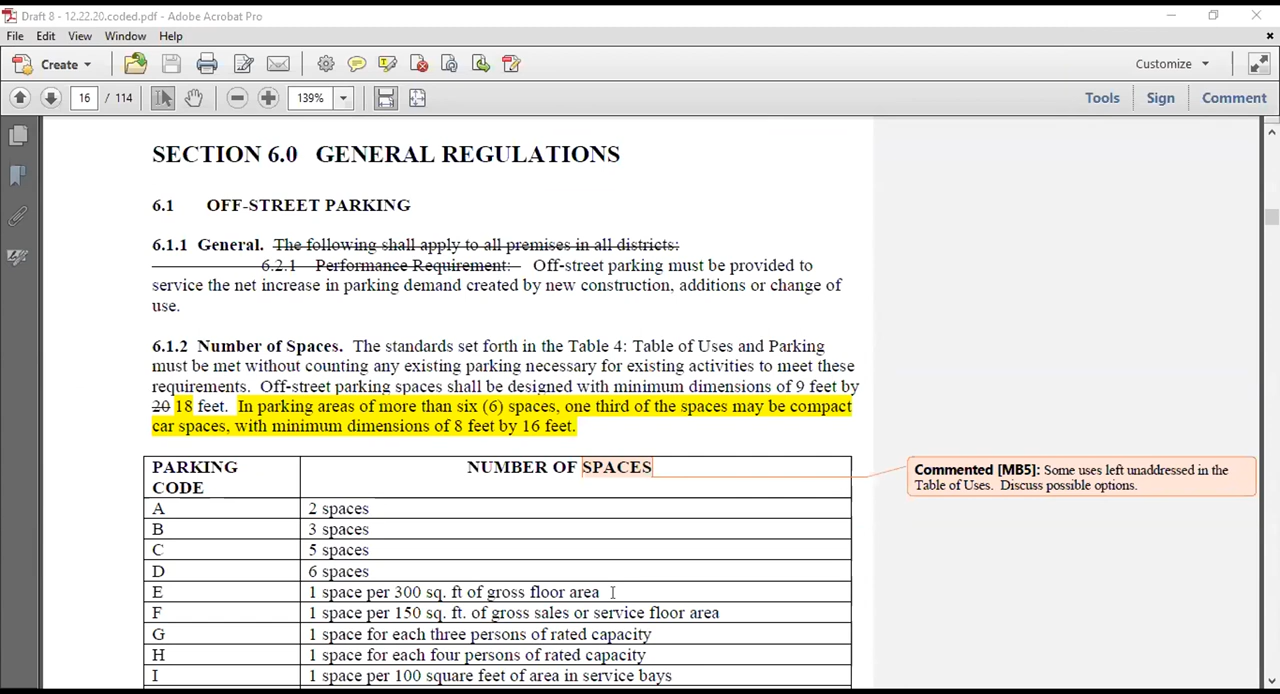 Draft 8 - 12.22.20.coded.pdf - Adobe Acrobat Pro
File Edit View Window Help
Create
Customize
16 / 114
139%
Tools Sign Comment
SECTION 6.0 GENERAL REGULATIONS
6.1 OFF-STREET PARKING
6.1.1 General. The following shall apply to all premises in all districts:
6.2.1 Performance Requirement: Off-street parking must be provided to
service the net increase in parking demand created by new construction, additions or change of
use.
6.1.2 Number of Spaces. The standards set forth in the Table 4: Table of Uses and Parking
must be met without counting any existing parking necessary for existing activities to meet these
requirements. Off-street parking spaces shall be designed with minimum dimensions of 9 feet by
20 18 feet. In parking areas of more than six (6) spaces, one third of the spaces may be compact
car spaces, with minimum dimensions of 8 feet by 16 feet.
PARKING CODE NUMBER OF SPACES
A 2 spaces
B 3 spaces
C 5 spaces
D 6 spaces
E 1 space per 300 sq. ft of gross floor area
F 1 space per 150 sq. ft. of gross sales or service floor area
G 1 space for each three persons of rated capacity
H 1 space for each four persons of rated capacity
I 1 space per 100 square feet of area in service bays
Commented [MB5]: Some uses left unaddressed in the
Table of Uses. Discuss possible options.